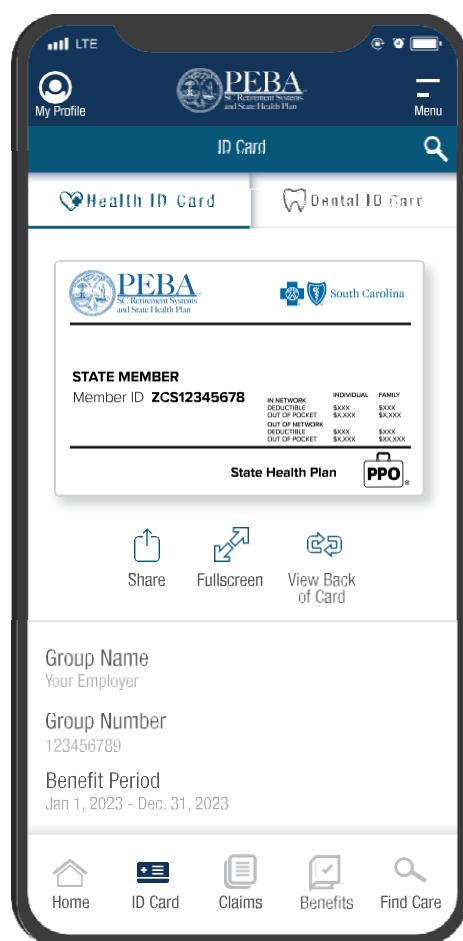 LTE
My Profile
PEBA
SC Retirement Systems
and State Health Plan
Menu
ID Card
Health ID Card
Dental ID Card
PEBA
SC Retirement Systems
and State Health Plan
South Carolina
STATE MEMBER
Member ID ZCS12345678
INDIVIDUAL FAMILY
IN NETWORK
DEDUCTIBLE $XXX $XXX
OUT OF POCKET $X,XXX $X,XXX
OUT OF NETWORK
DEDUCTIBLE $XXX $XXX
OUT OF POCKET $X,XXX $XX,XXX
State Health Plan
PPO®
Share
Fullscreen
View Back
of Card
Group Name
Your Employer
Group Number
123456789
Benefit Period
Jan 1, 2023 - Dec. 31, 2023
Home
ID Card
Claims
Benefits
Find Care